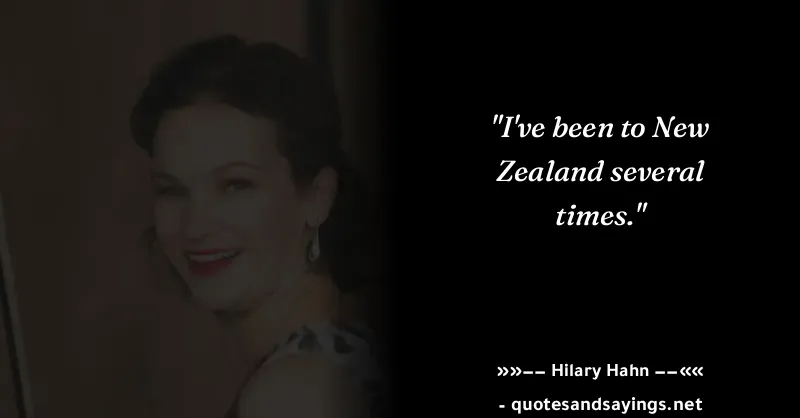 "I've been to New
Zealand several
times."
»»−− Hilary Hahn −−««
- quotesandsayings.net